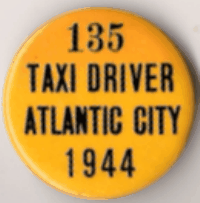 135
TAXI DRIVER
ATLANTIC CITY
1944